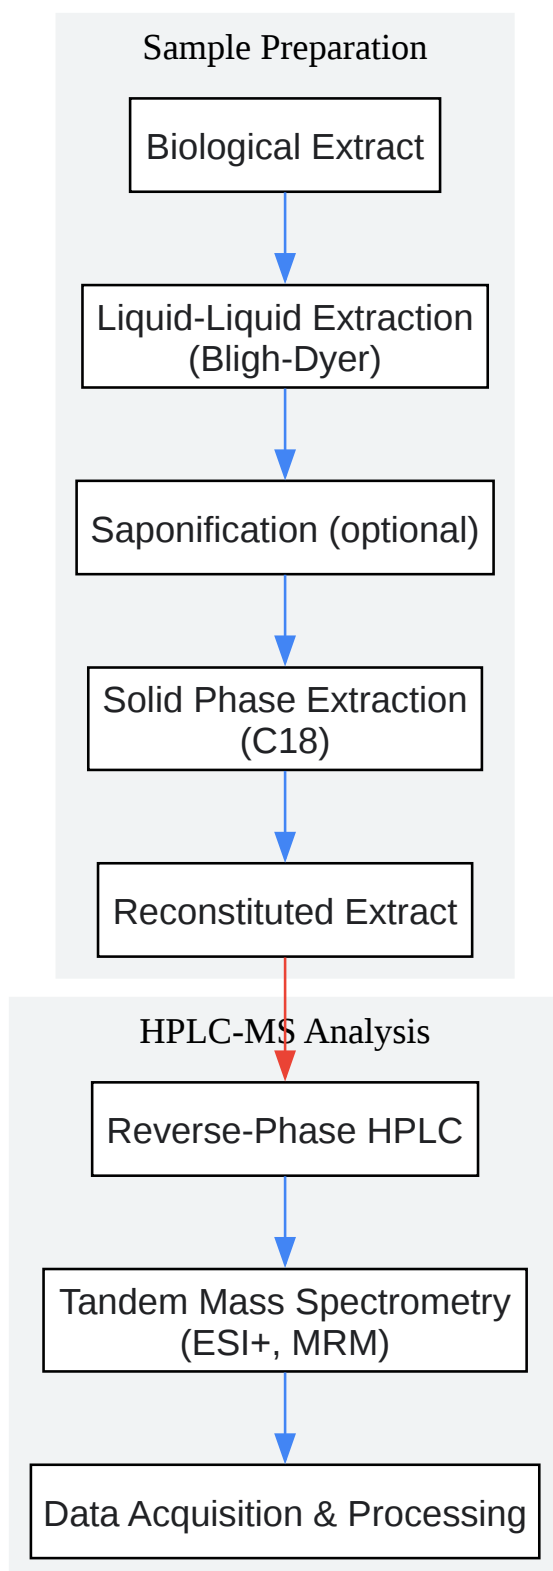 Sample Preparation
Biological Extract
Liquid-Liquid Extraction
(Bligh-Dyer)
Saponification (optional)
Solid Phase Extraction
(C18)
Reconstituted Extract
HPLC-MS Analysis
Reverse-Phase HPLC
Tandem Mass Spectrometry
(ESI+, MRM)
Data Acquisition & Processing